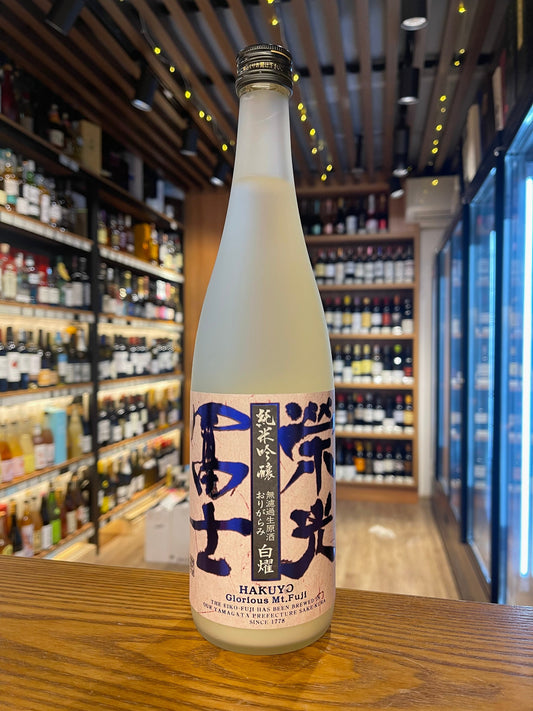 榮光
冨士
純米吟醸
無濾過生原酒
おりがらみ
白燿
HAKUYO
Glorious Mt.Fuji
THE EIKO-FUJI HAS BEEN BREWED
OUR YAMAGATA PREFECTURE SAKE
SINCE 1778